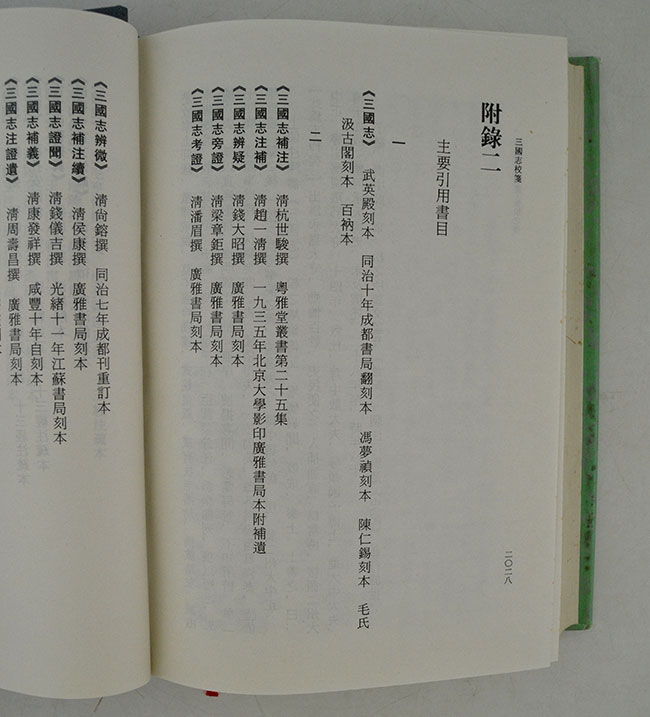 三國志校箋
二〇二八
附錄二
主要引用書目
一
《三國志》 武英殿刻本 同治十年成都書局翻刻本 馮夢禎刻本 陳仁錫刻本 毛氏
汲古閣刻本 百衲本
二
《三國志補注》 清杭世駿撰 粵雅堂叢書第二十五集
《三國志注補》 清趙一清撰 一九三五年北京大學影印廣雅書局本附補遺
《三國志辨疑》 清錢大昭撰 廣雅書局刻本
《三國志旁證》 清梁章鉅撰 廣雅書局刻本
《三國志考證》 清潘眉撰 廣雅書局刻本
《三國志辨微》 清尙鎔撰 同治七年成都刊重訂本
《三國志補注續》 清侯康撰 廣雅書局刻本
《三國志證聞》 清錢儀吉撰 光緒十一年江蘇書局刻本
《三國志補義》 清康發祥撰 咸豐十年自刻本
《三國志注證遺》 清周壽昌撰 廣雅書局刻本